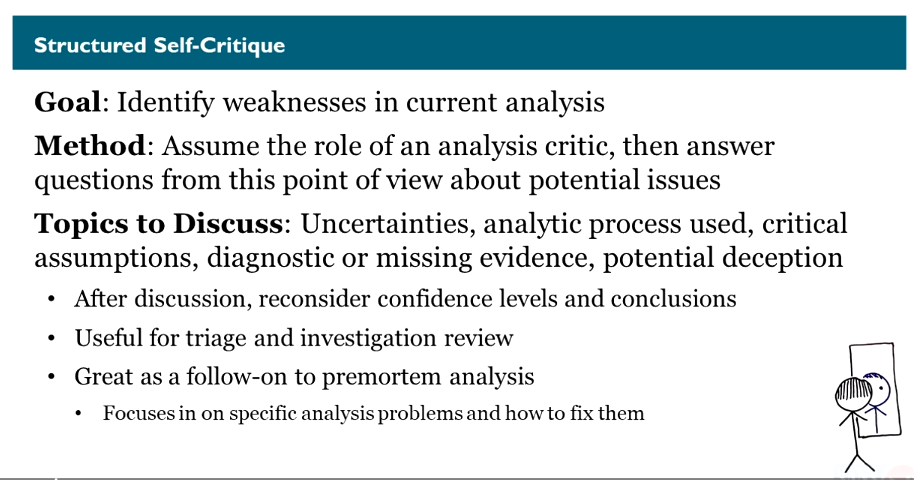 Structured Self-Critique
Goal: Identify weaknesses in current analysis
Method: Assume the role of an analysis critic, then answer
questions from this point of view about potential issues
Topics to Discuss: Uncertainties, analytic process used, critical
assumptions, diagnostic or missing evidence, potential deception
• After discussion, reconsider confidence levels and conclusions
• Useful for triage and investigation review
• Great as a follow-on to premortem analysis
• Focuses in on specific analysis problems and how to fix them